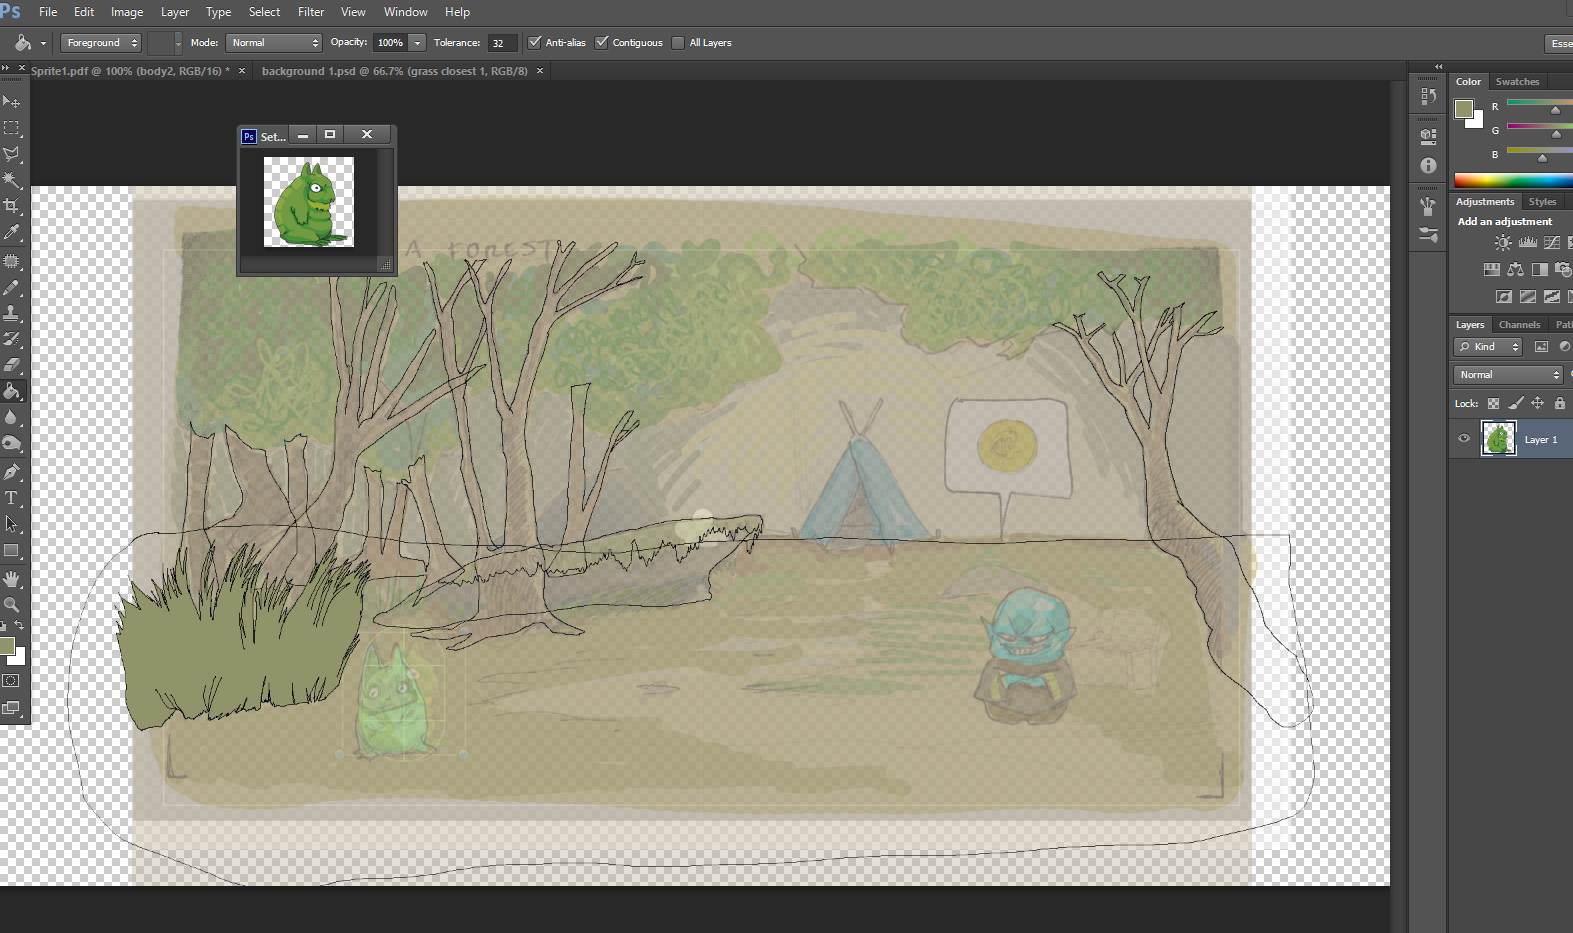 Ps File Edit Image Layer Type Select Filter View Window Help
Foreground Mode: Normal Opacity: 100% Tolerance: 32 Anti-alias Contiguous All Layers
Esse
Sprite1.pdf @ 100% (body2, RGB/16) * × background 1.psd @ 66.7% (grass closest 1, RGB/8) ×
Color Swatches
R
G
B
Ps Set...
Adjustments Styles
Add an adjustment
A FOREST
Layers Channels Pat
Kind
Normal
Lock:
Layer 1
T